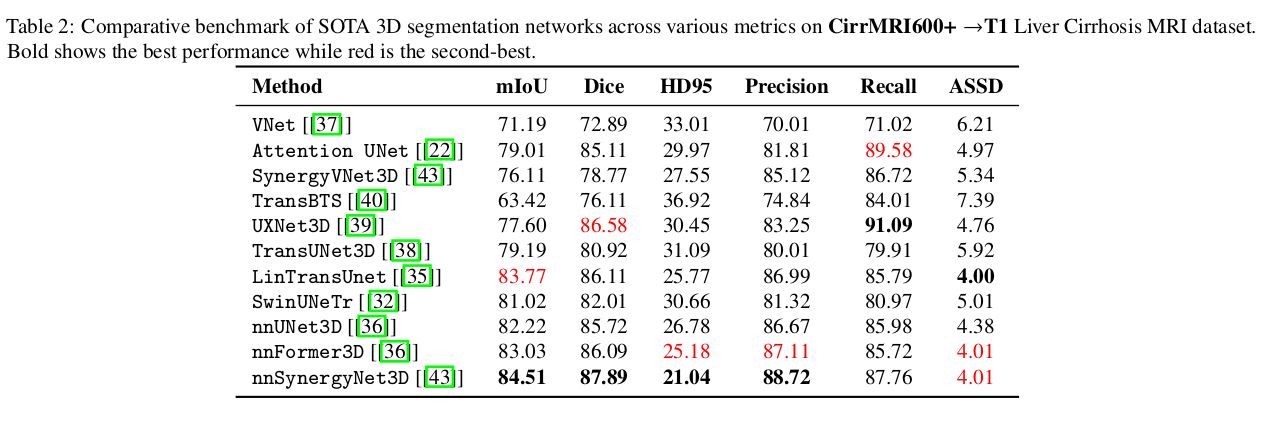 Table 2: Comparative benchmark of SOTA 3D segmentation networks across various metrics on CirrMRI600+ →T1 Liver Cirrhosis MRI dataset.
Bold shows the best performance while red is the second-best.
Method mIoU Dice HD95 Precision Recall ASSD
VNet [[37]] 71.19 72.89 33.01 70.01 71.02 6.21
Attention UNet [[22]] 79.01 85.11 29.97 81.81 89.58 4.97
SynergyVNet3D [[43]] 76.11 78.77 27.55 85.12 86.72 5.34
TransBTS [[40]] 63.42 76.11 36.92 74.84 84.01 7.39
UXNet3D [[39]] 77.60 86.58 30.45 83.25 91.09 4.76
TransUNet3D [[38]] 79.19 80.92 31.09 80.01 79.91 5.92
LinTransUnet [[35]] 83.77 86.11 25.77 86.99 85.79 4.00
SwinUNeTr [[32]] 81.02 82.01 30.66 81.32 80.97 5.01
nnUNet3D [[36]] 82.22 85.72 26.78 86.67 85.98 4.38
nnFormer3D [[36]] 83.03 86.09 25.18 87.11 85.72 4.01
nnSynergyNet3D [[43]] 84.51 87.89 21.04 88.72 87.76 4.01